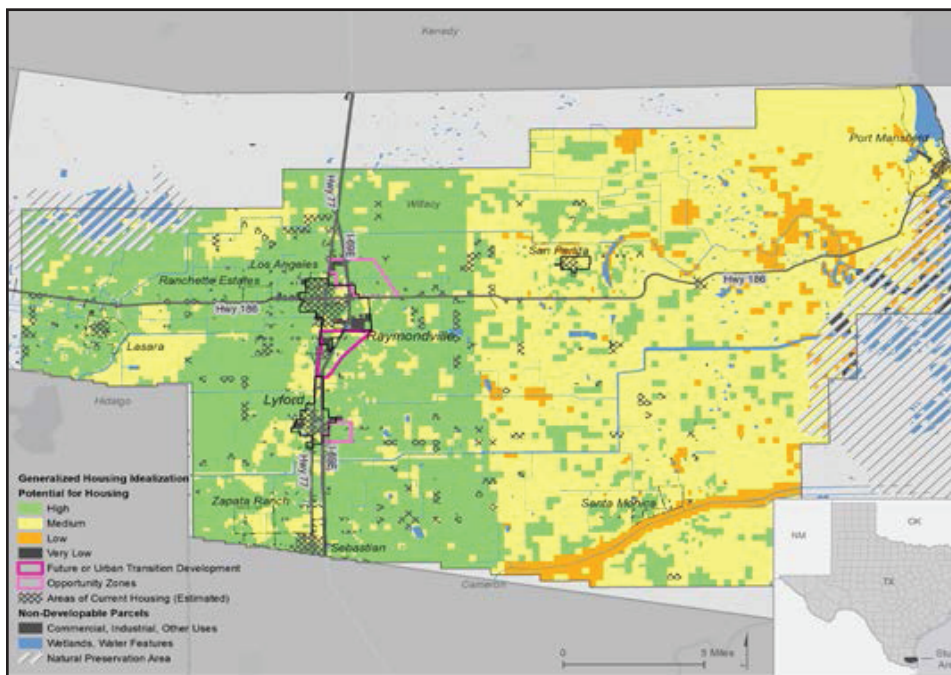 Kenedy
Port Mansfield
Hwy 77
Willacy
I-69E
San Perlita
Los Angeles
Ranchette Estates
Hwy 186
Hwy 186
Raymondville
Lasara
Hidalgo
Lyford
I-69E
Hwy 77
Zapata Ranch
Santa Monica
Sebastian
Cameron
Generalized Housing Idealization
Potential for Housing
High
Medium
Low
Very Low
Future or Urban Transition Development
Opportunity Zones
Areas of Current Housing (Estimated)
Non-Developable Parcels
Commercial, Industrial, Other Uses
Wetlands, Water Features
Natural Preservation Area
0 5 Miles
NM
OK
TX